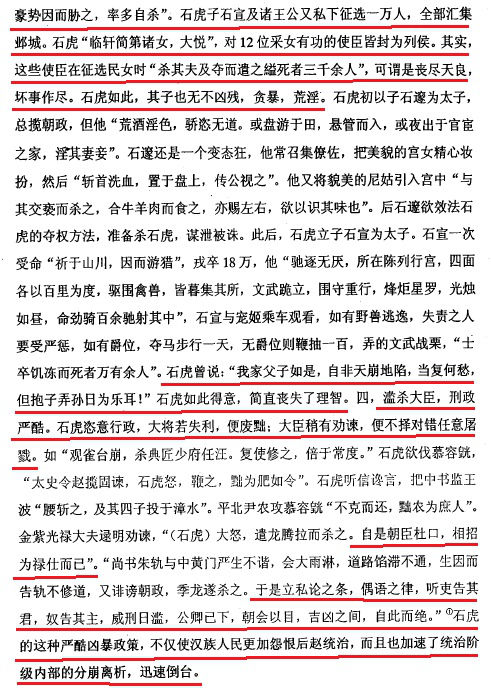 豪势因而胁之，率多自杀”。石虎子石宣及诸王公又私下征选一万人，全部汇集
邺城。石虎“临轩简第诸女，大悦”，对12位采女有功的使臣皆封为列侯。其实，
这些使臣在征选民女时“杀其夫及夺而遣之缢死者三千余人”，可谓是丧尽天良，
坏事作尽。石虎如此，其子也无不凶残，贪暴，荒淫。石虎初以子石邃为太子，
总揽朝政，但他“荒酒淫色，骄恣无道。或盘游于田，悬管而入，或夜出于官宦
之家，淫其妻妾”。石邃还是一个变态狂，他常召集僚佐，把美貌的宫女精心妆
扮，然后“斩首洗血，置于盘上，传公视之”。他又将貌美的尼姑引入宫中“与
其交亵而杀之，合牛羊肉而食之，亦赐左右，欲以识其味也”。后石邃欲效法石
虎的夺权方法，准备杀石虎，谋泄被诛。此后，石虎立子石宣为太子。石宣一次
受命“祈于山川，因而游猎”，戎卒18万，他“驰逐无厌，所在陈列行宫，四面
各以百里为度，驱围禽兽，皆暮集其所，文武跪立，围守重行，烽炬星罗，光烛
如昼，命劲骑百余驰射其中”，石宣与宠姬乘车观看，如有野兽逃逸，失责之人
要受严惩，如有爵位，夺马步行一天，无爵位则鞭抽一百，弄的文武战栗，“士
卒饥冻而死者万有余人”。石虎曾说：“我家父子如是，自非天崩地陷，当复何愁，
但抱子弄孙日为乐耳！”石虎如此得意，简直丧失了理智。四，滥杀大臣，刑政
严酷。石虎恣意行政，大将若失利，便废黜；大臣稍有劝谏，便不择对错任意屠
戮。如“观雀台崩，杀典匠少府任汪。复使修之，倍于常度。”石虎欲伐慕容皝，
“太史令赵揽固谏，石虎怒，鞭之，黜为肥如令”。石虎听信谗言，把中书监王
波“腰斩之，及其四子投于漳水”。平北尹农攻慕容皝“不克而还，黜农为庶人”。
金紫光禄大夫逯明劝谏，“（石虎）大怒，遣龙腾拉而杀之。自是朝臣杜口，相招
为禄仕而已”。“尚书朱轨与中黄门严生不谐，会大雨淋，道路馅滞不通，生因而
告轨不修道，又诽谤朝政，季龙遂杀之。于是立私论之条，偶语之律，听吏告其
君，奴告其主，威刑日滥，公卿已下，朝会以目，吉凶之间，自此而绝。”①石虎
的这种严酷凶暴政策，不仅使汉族人民更加怨恨后赵统治，而且也加速了统治阶
级内部的分崩离析，迅速倒台。